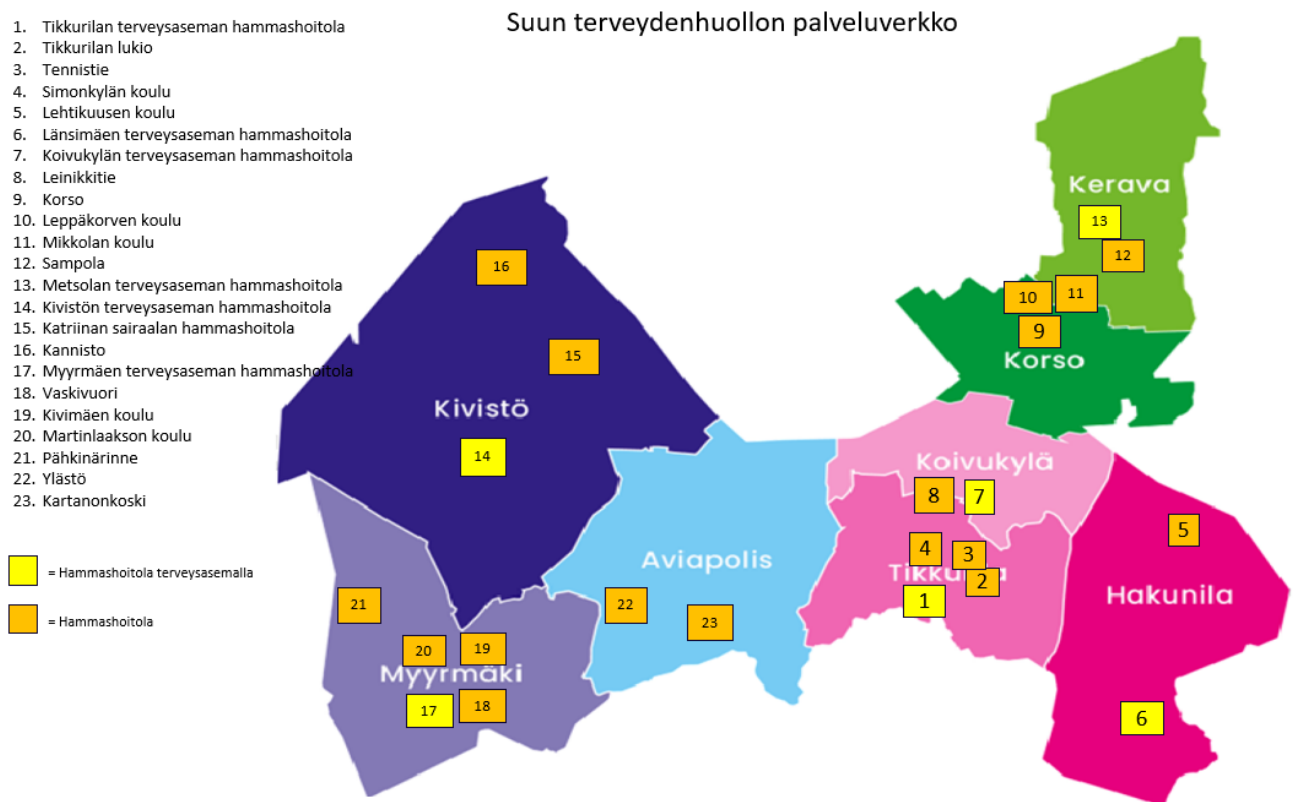 Suun terveydenhuollon palveluverkko
1. Tikkurilan terveysaseman hammashoitola
2. Tikkurilan lukio
3. Tennistie
4. Simonkylän koulu
5. Lehtikuusen koulu
6. Länsimäen terveysaseman hammashoitola
7. Koivukylän terveysaseman hammashoitola
8. Leinikkitie
9. Korso
10. Leppäkorven koulu
11. Mikkolan koulu
12. Sampola
13. Metsolan terveysaseman hammashoitola
14. Kivistön terveysaseman hammashoitola
15. Katriinan sairaalan hammashoitola
16. Kannisto
17. Myyrmäen terveysaseman hammashoitola
18. Vaskivuori
19. Kivimäen koulu
20. Martinlaakson koulu
21. Pähkinärinne
22. Ylästö
23. Kartanonkoski
= Hammashoitola terveysasemalla
= Hammashoitola
Kerava
13
12
11
10
9
Korso
16
15
Kivistö
14
Koivukylä
8
7
5
4
3
Aviapolis
Tikkurila
2
1
Hakunila
21
22
23
20
19
Myyrmäki
17
18
6